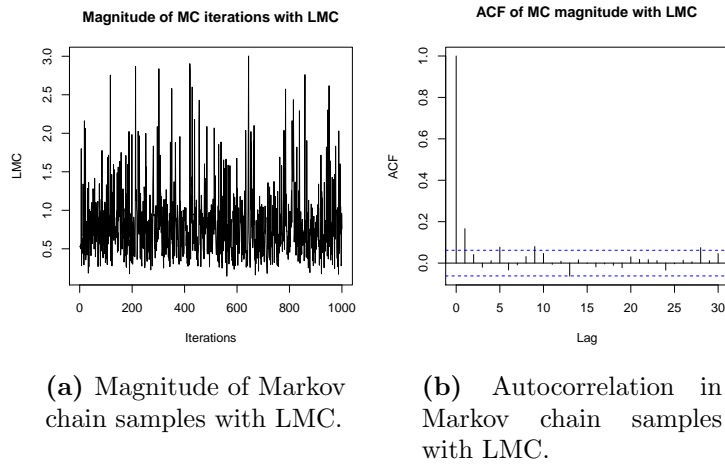 Magnitude of MC iterations with LMC
LMC
3.0
2.5
2.0
1.5
1.0
0.5
0
200
400
600
800
1000
Iterations
(a) Magnitude of Markov
chain samples with LMC.
ACF of MC magnitude with LMC
ACF
1.0
0.8
0.6
0.4
0.2
0.0
0
5
10
15
20
25
30
Lag
(b) Autocorrelation in
Markov chain samples
with LMC.